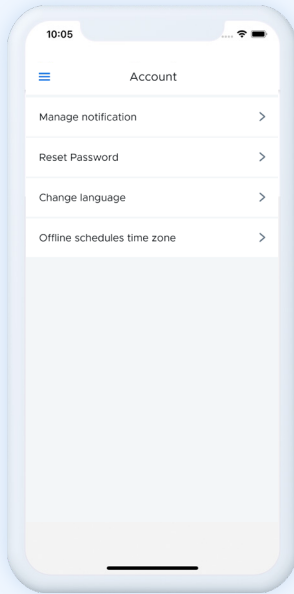 10:05
Account
Manage notification
Reset Password
Change language
Offline schedules time zone